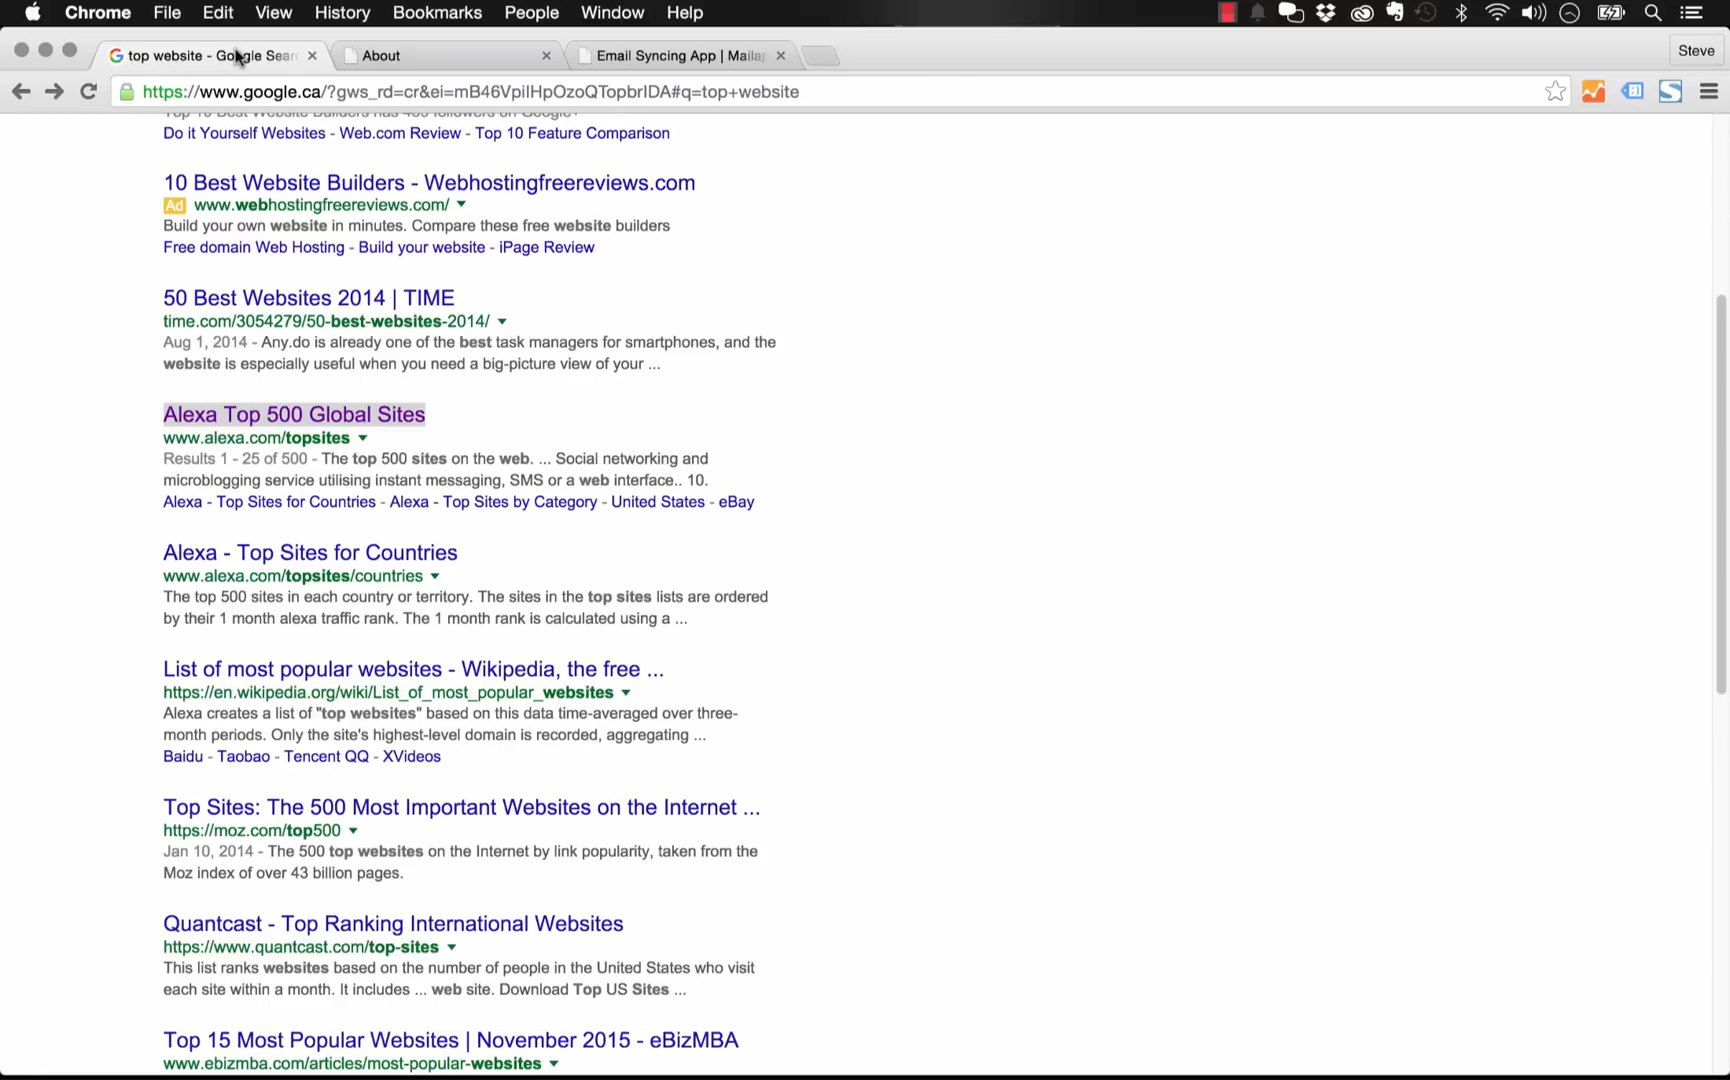 Chrome File Edit View History Bookmarks People Window Help
top website - Google Sear
About
Email Syncing App | Mailap
Steve
https://www.google.ca/?gws_rd=cr&ei=mB46VpilHpOzoQTopbrIDA#q=top+website
Top 10 Best Website Builders has 485 followers on Google+
Do it Yourself Websites - Web.com Review - Top 10 Feature Comparison
10 Best Website Builders - Webhostingfreereviews.com
Ad www.webhostingfreereviews.com/
Build your own website in minutes. Compare these free website builders
Free domain Web Hosting - Build your website - iPage Review
50 Best Websites 2014 | TIME
time.com/3054279/50-best-websites-2014/
Aug 1, 2014 - Any.do is already one of the best task managers for smartphones, and the
website is especially useful when you need a big-picture view of your ...
Alexa Top 500 Global Sites
www.alexa.com/topsites
Results 1 - 25 of 500 - The top 500 sites on the web. ... Social networking and
microblogging service utilising instant messaging, SMS or a web interface.. 10.
Alexa - Top Sites for Countries - Alexa - Top Sites by Category - United States - eBay
Alexa - Top Sites for Countries
www.alexa.com/topsites/countries
The top 500 sites in each country or territory. The sites in the top sites lists are ordered
by their 1 month alexa traffic rank. The 1 month rank is calculated using a ...
List of most popular websites - Wikipedia, the free ...
https://en.wikipedia.org/wiki/List_of_most_popular_websites
Alexa creates a list of "top websites" based on this data time-averaged over three-
month periods. Only the site's highest-level domain is recorded, aggregating ...
Baidu - Taobao - Tencent QQ - XVideos
Top Sites: The 500 Most Important Websites on the Internet ...
https://moz.com/top500
Jan 10, 2014 - The 500 top websites on the Internet by link popularity, taken from the
Moz index of over 43 billion pages.
Quantcast - Top Ranking International Websites
https://www.quantcast.com/top-sites
This list ranks websites based on the number of people in the United States who visit
each site within a month. It includes ... web site. Download Top US Sites ...
Top 15 Most Popular Websites | November 2015 - eBizMBA
www.ebizmba.com/articles/most-popular-websites